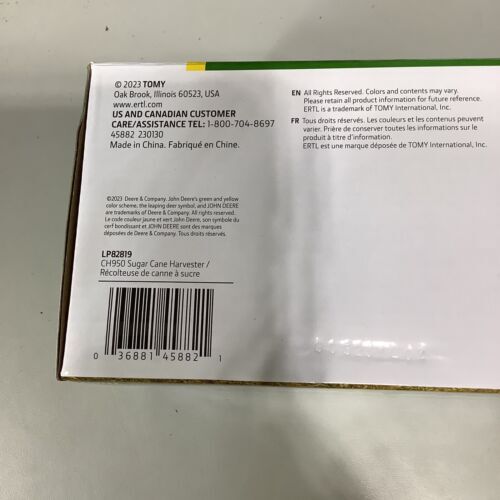 © 2023 TOMY
Oak Brook, Illinois 60523, USA
www.ertl.com
US AND CANADIAN CUSTOMER
CARE/ASSISTANCE TEL: 1-800-704-8697
45882 230130
Made in China. Fabriqué en Chine.
EN All Rights Reserved. Colors and contents may vary.
Please retain all product information for future reference.
ERTL is a trademark of TOMY International, Inc.
FR Tous droits réservés. Les couleurs et les contenus peuvent
varier. Prière de conserver toutes les informations sur le
produit à titre d'information.
ERTL est une marque déposée de TOMY International, Inc.
©2023 Deere & Company. John Deere's green and yellow
color scheme, the leaping deer symbol, and JOHN DEERE
are trademarks of Deere & Company. All rights reserved.
Le code couleur jaune et vert John Deere, son symbole du
cerf bondissant et JOHN DEERE sont des marques
déposées de Deere & Company. Tous droits réservés.
LP82819
CH950 Sugar Cane Harvester /
Récolteuse de canne à sucre
0 36881 45882 1